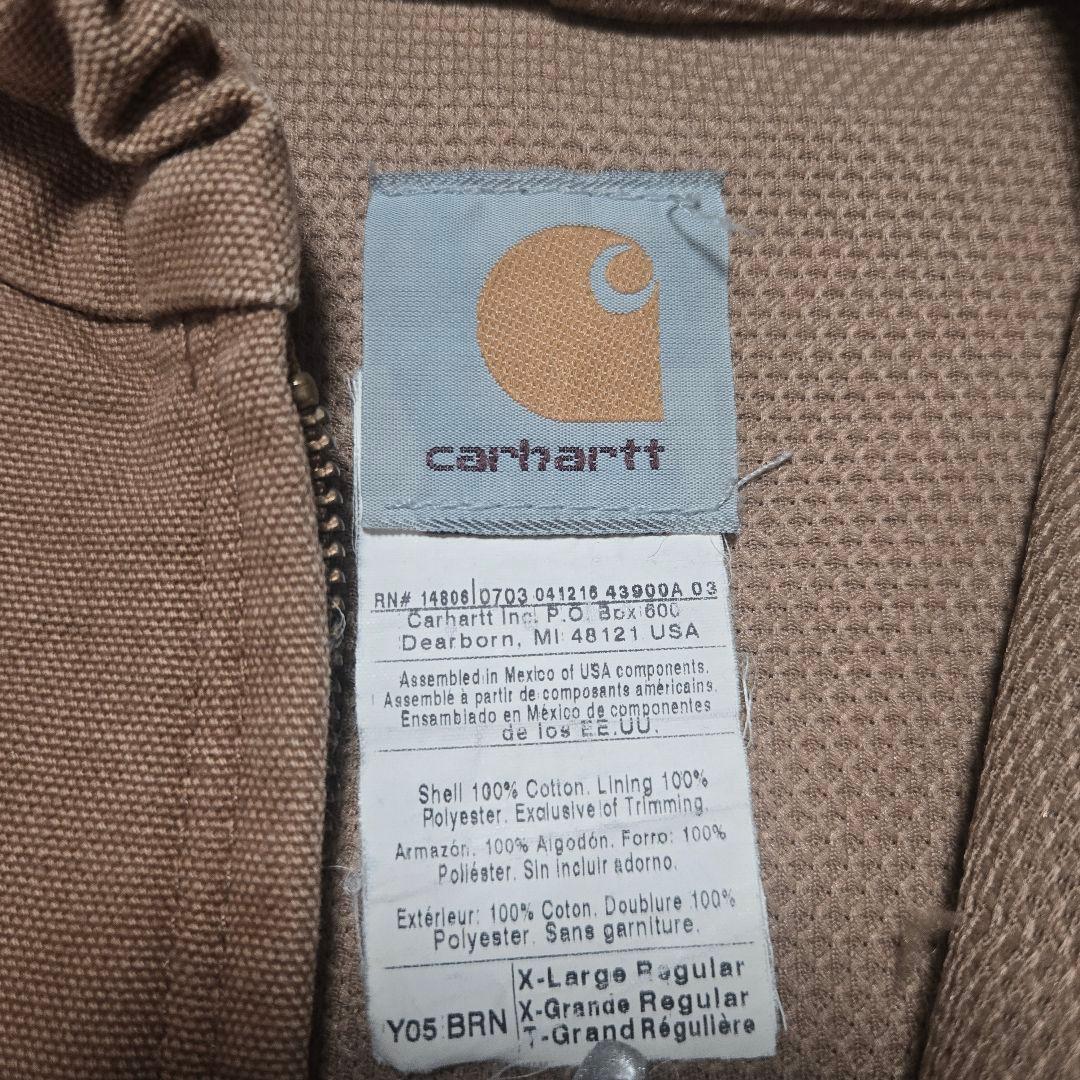 carhartt
RN# 14806 0703 041216 43900A 03
Carhartt Inc. P.O. Box 600
Dearborn, MI 48121 USA
Assembled in Mexico of USA components.
Assemblé à partir de composants américains.
Ensamblado en México de componentes
de los EE.UU.
Shell 100% Cotton. Lining 100%
Polyester. Exclusive of Trimming.
Armazón: 100% Algodón. Forro: 100%
Poliéster. Sin incluir adorno.
Extérieur: 100% Coton. Doublure 100%
Polyester. Sans garniture.
Y05 BRN
X-Large Regular
X-Grande Regular
T-Grand Régulière